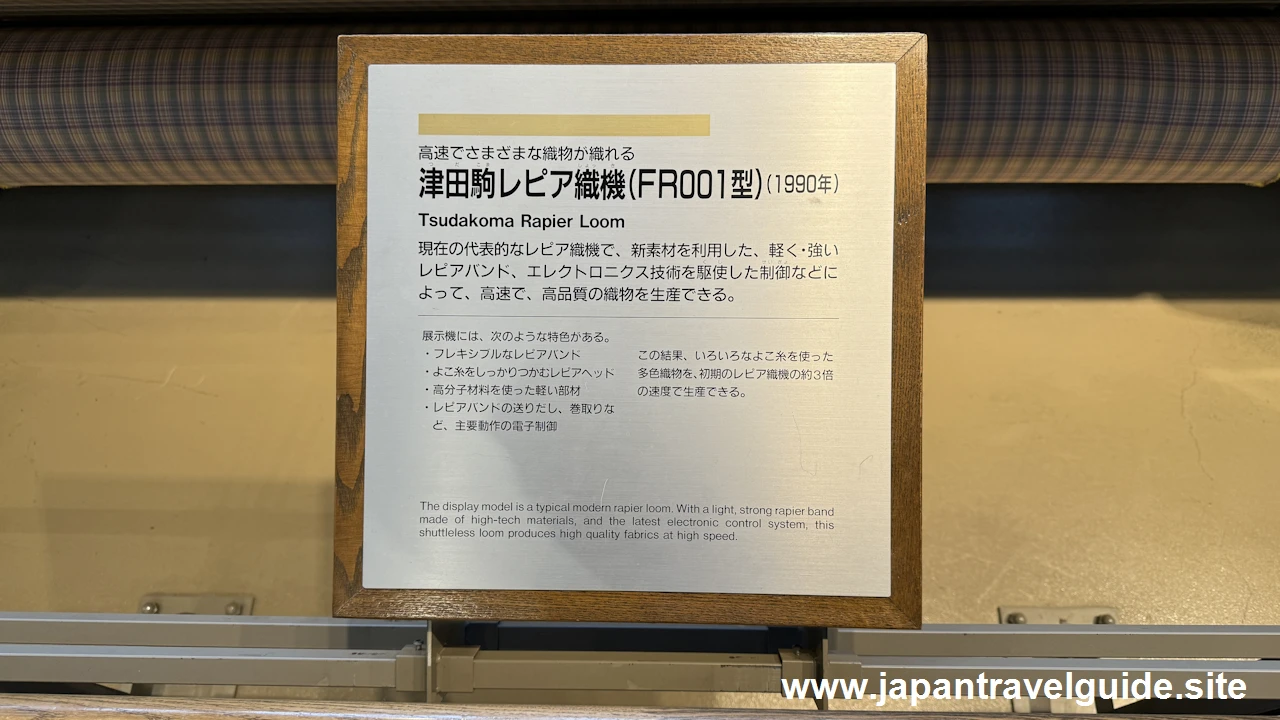 高速でさまざまな織物が織れる
津田駒レピア織機(FR001型)(1990年)
Tsudakoma Rapier Loom
現在の代表的なレピア織機で、新素材を利用した、軽く・強い
レピアバンド、エレクトロニクス技術を駆使した制御などに
よって、高速で、高品質の織物を生産できる。
展示機には、次のような特色がある。
・フレキシブルなレピアバンド
・よこ糸をしっかりつかむレピアヘッド
・高分子材料を使った軽い部材
・レピアバンドの送りだし、巻取りな
ど、主要動作の電子制御
この結果、いろいろなよこ糸を使った
多色織物を、初期のレピア織機の約3倍
の速度で生産できる。
The display model is a typical modern rapier loom. With a light, strong rapier band
made of high-tech materials, and the latest electronic control system, this
shuttleless loom produces high quality fabrics at high speed.
www.japantravelguide.site